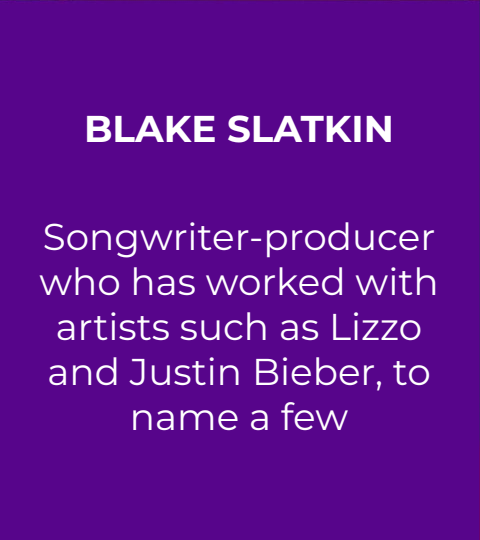 BLAKE SLATKIN
Songwriter-producer
who has worked with
artists such as Lizzo
and Justin Bieber, to
name a few